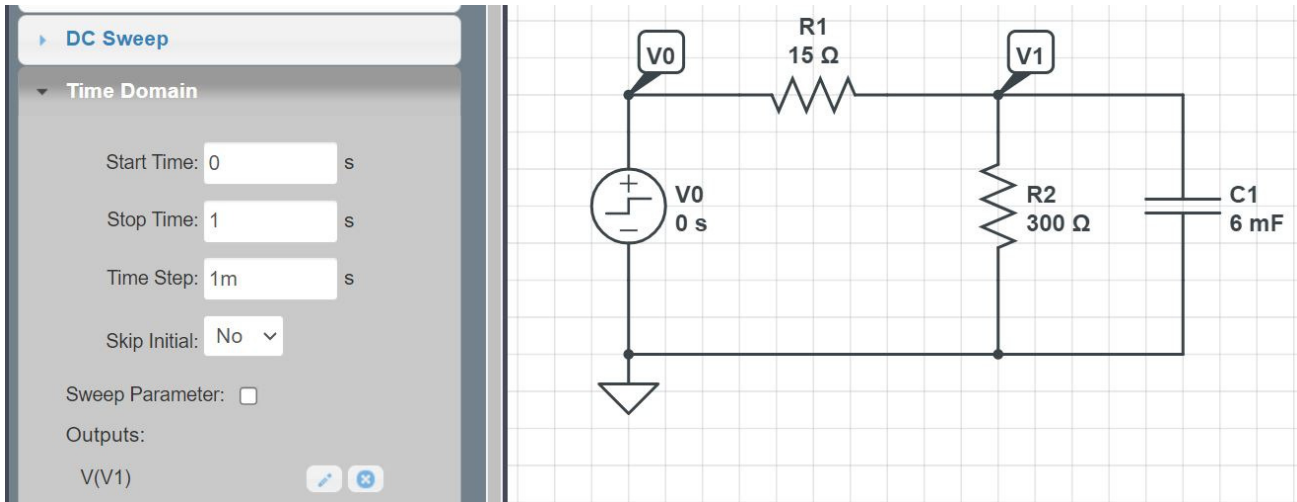 DC Sweep
Time Domain
Start Time: 0 s
Stop Time: 1 s
Time Step: 1m s
Skip Initial: No
Sweep Parameter:
Outputs:
V(V1)
V0
R1
15 Ω
V1
V0
0 s
R2
300 Ω
C1
6 mF